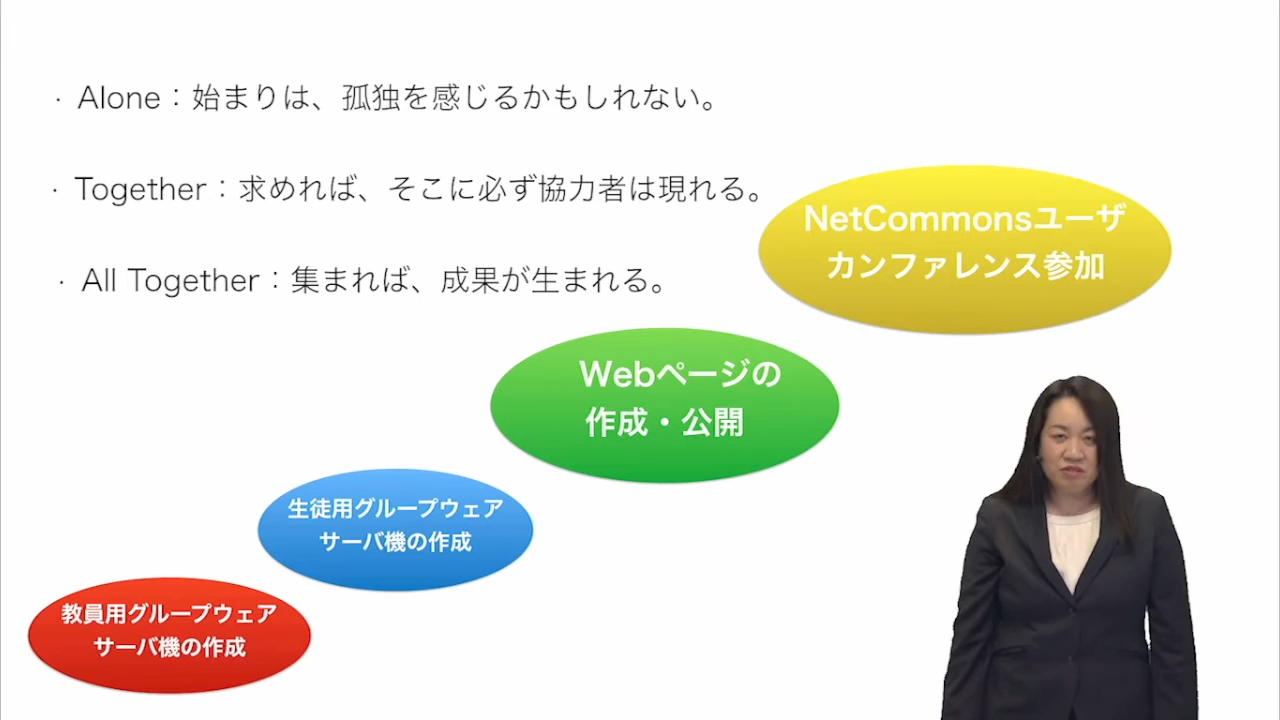 ・ Alone：始まりは、孤独を感じるかもしれない。
・ Together：求めれば、そこに必ず協力者は現れる。
・ All Together：集まれば、成果が生まれる。
NetCommonsユーザ
カンファレンス参加
Webページの
作成・公開
生徒用グループウェア
サーバ機の作成
教員用グループウェア
サーバ機の作成